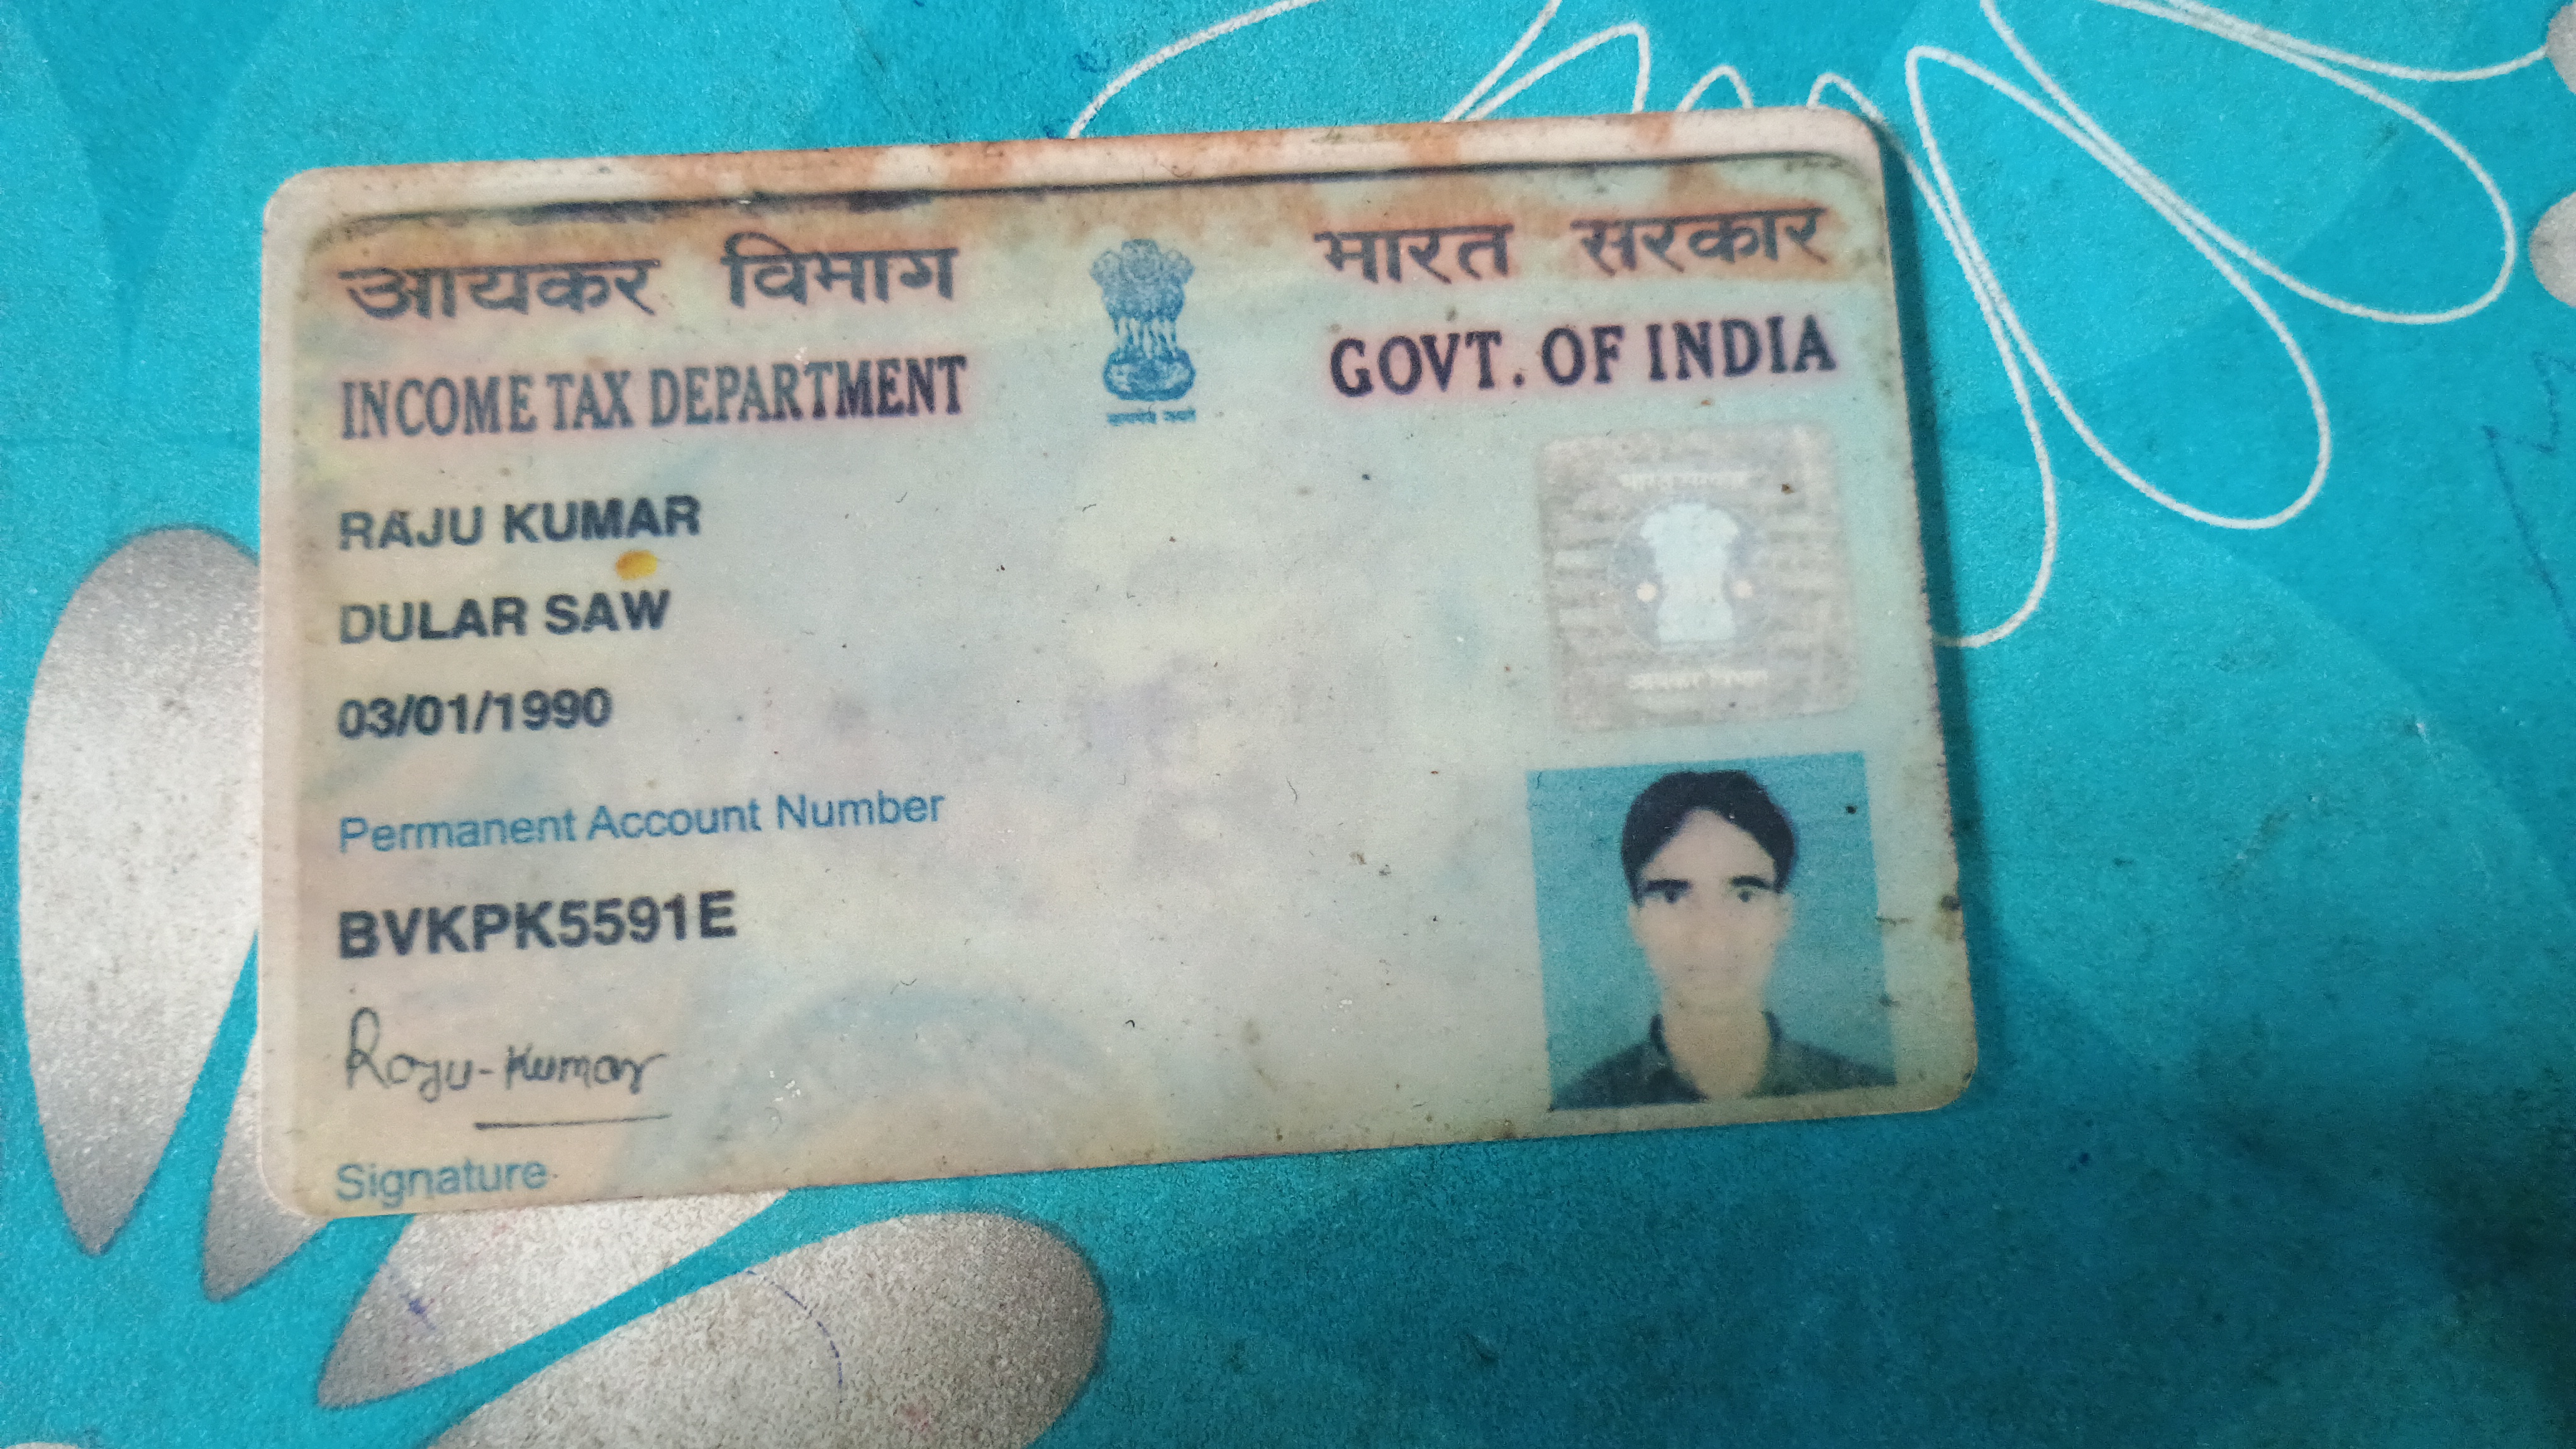 आयकर विभाग
भारत सरकार
INCOME TAX DEPARTMENT
GOVT. OF INDIA
RAJU KUMAR
DULAR SAW
03/01/1990
Permanent Account Number
BVKPK5591E
Raju-Kumar
Signature